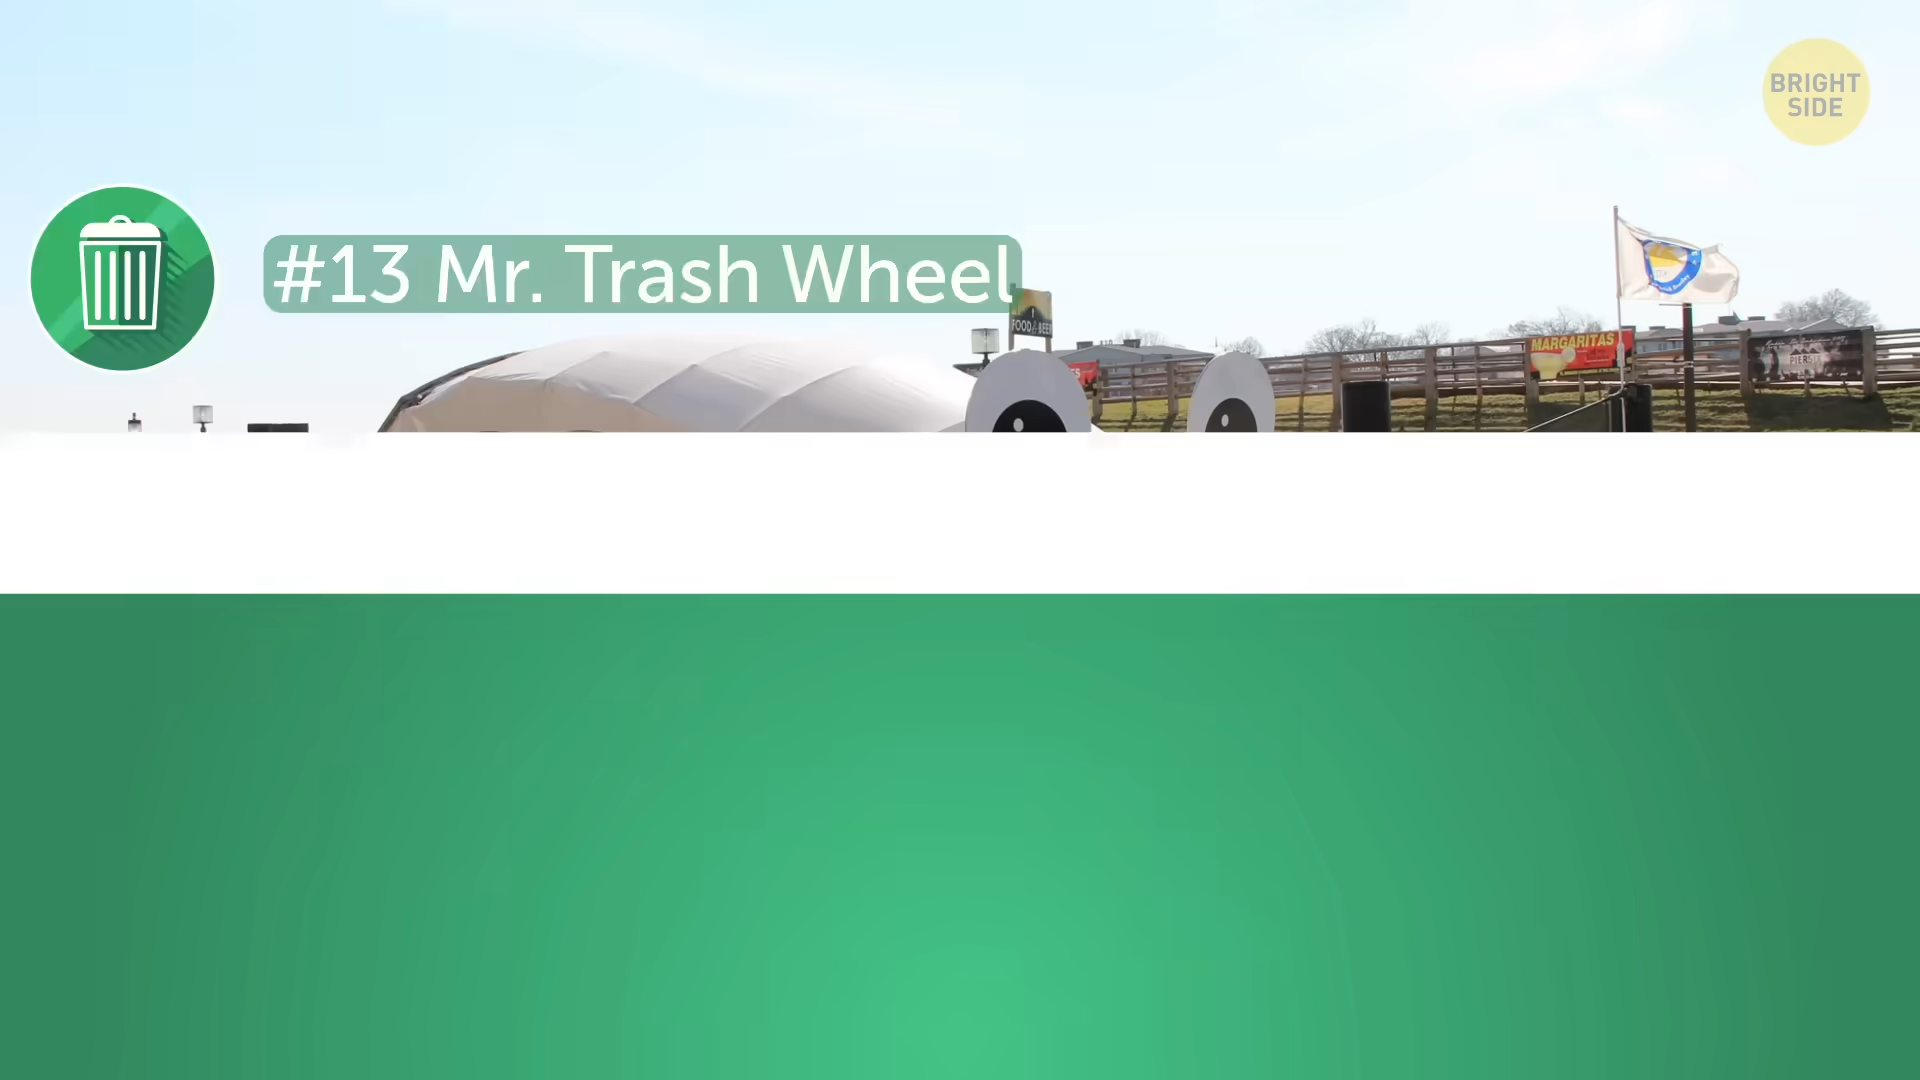 BRIGHT
SIDE
#13 Mr. Trash Wheel
FOOD & BEER
MARGARITAS